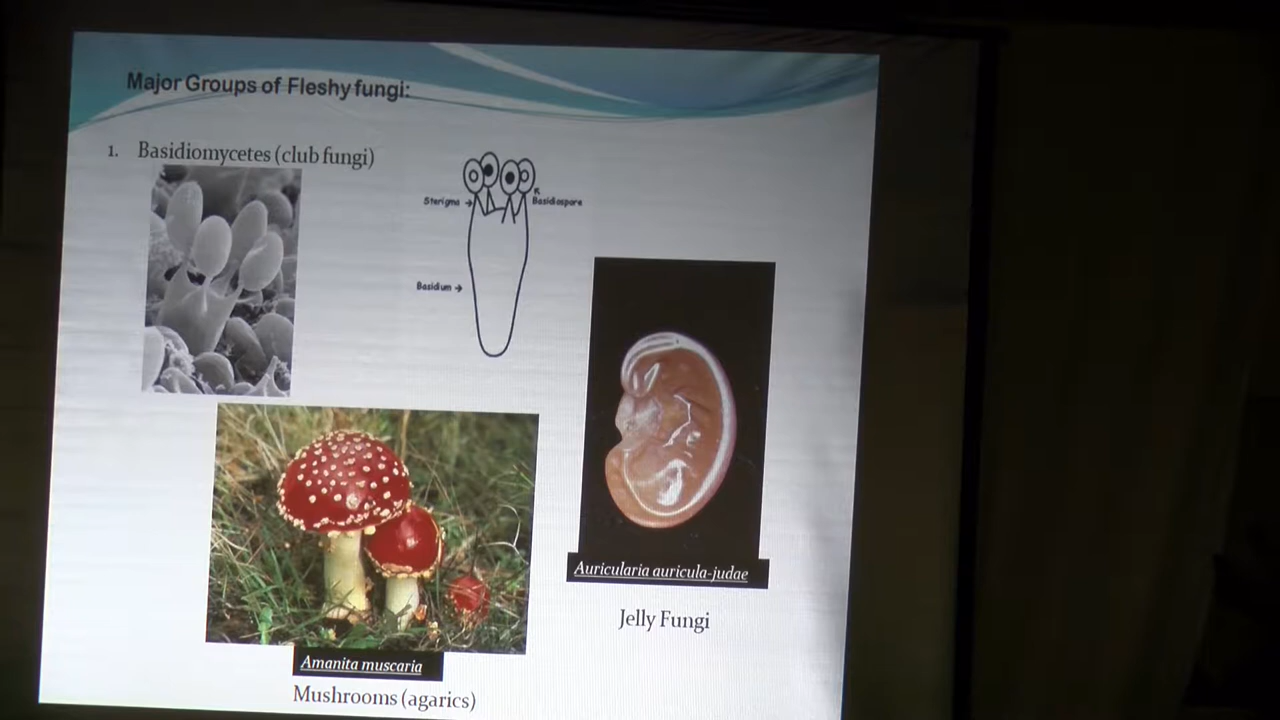 Major Groups of Fleshy fungi:
1. Basidiomycetes (club fungi)
Sterigma
Basidiospore
Basidium
Auricularia auricula-judae
Jelly Fungi
Amanita muscaria
Mushrooms (agarics)